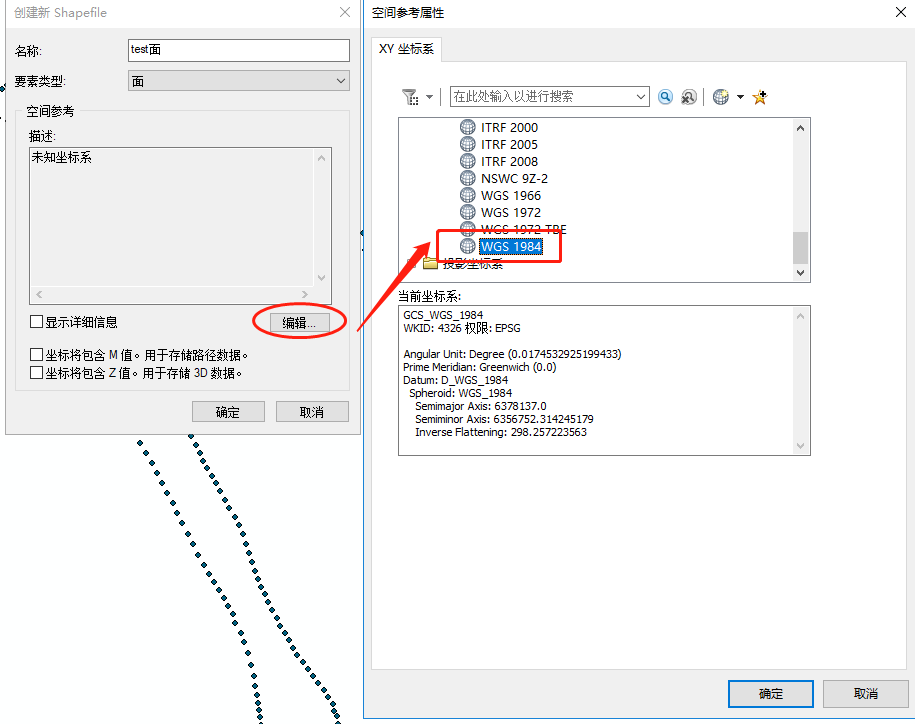 创建新 Shapefile
名称:
test面
要素类型:
面
空间参考
描述:
未知坐标系
显示详细信息
编辑...
坐标将包含 M 值。用于存储路径数据。
坐标将包含 Z 值。用于存储 3D 数据。
确定
取消
空间参考属性
XY 坐标系
在此处输入以进行搜索
ITRF 2000
ITRF 2005
ITRF 2008
NSWC 9Z-2
WGS 1966
WGS 1972
WGS 1972 TBE
WGS 1984
投影坐标系
当前坐标系:
GCS_WGS_1984
WKID: 4326 权限: EPSG
Angular Unit: Degree (0.0174532925199433)
Prime Meridian: Greenwich (0.0)
Datum: D_WGS_1984
Spheroid: WGS_1984
Semimajor Axis: 6378137.0
Semiminor Axis: 6356752.314245179
Inverse Flattening: 298.257223563
确定
取消